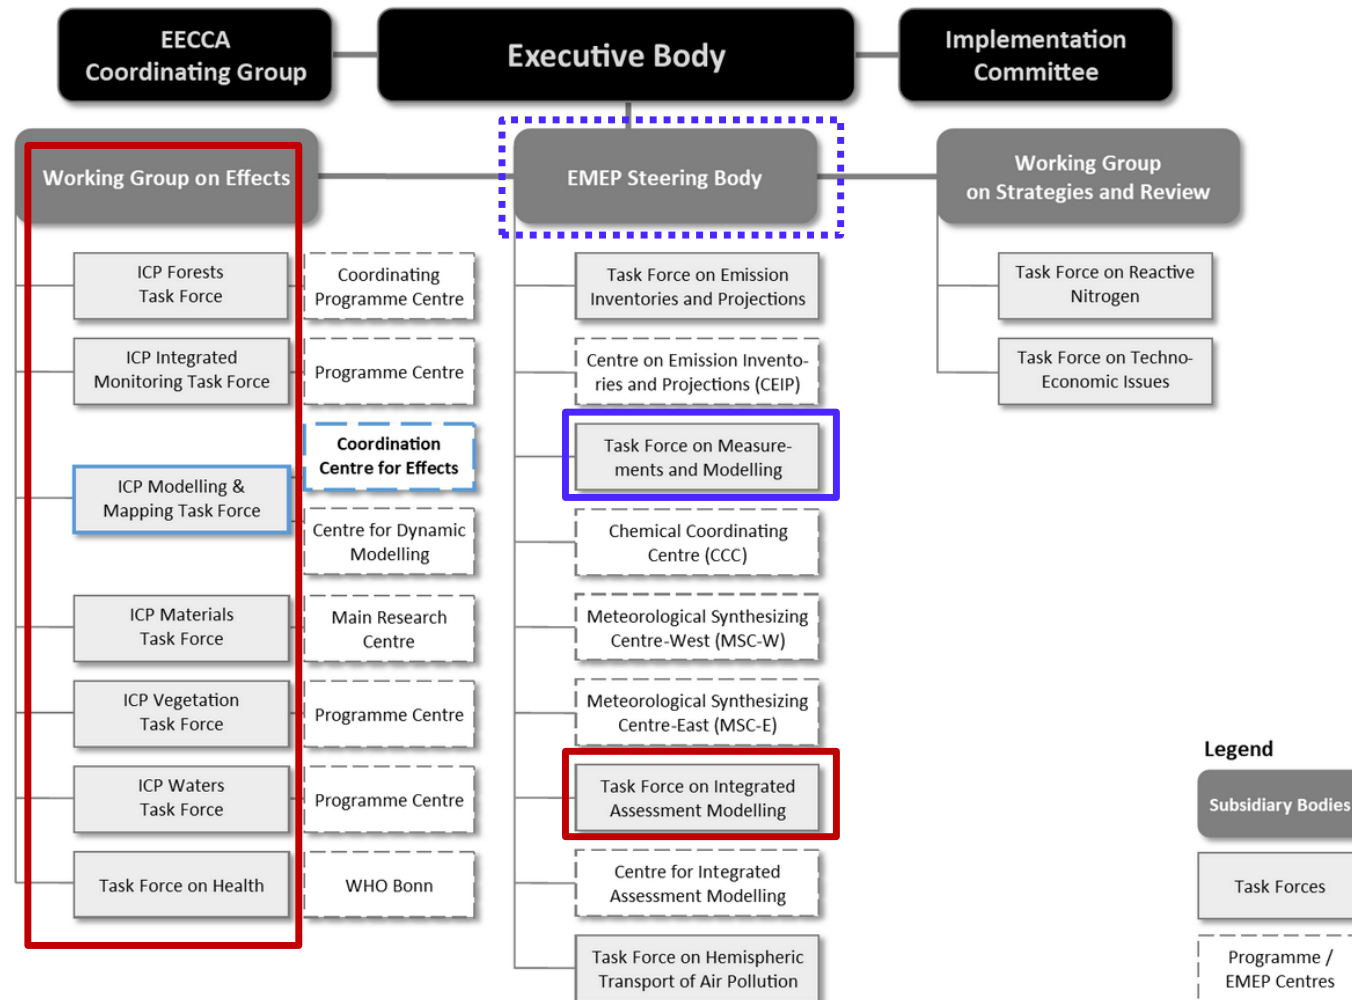 EECCA
Coordinating Group
Executive Body
Implementation
Committee
Working Group on Effects
EMEP Steering Body
Working Group
on Strategies and Review
ICP Forests
Task Force
Coordinating
Programme Centre
ICP Integrated
Monitoring Task Force
Programme Centre
Coordination
Centre for Effects
ICP Modelling &
Mapping Task Force
Centre for Dynamic
Modelling
ICP Materials
Task Force
Main Research
Centre
ICP Vegetation
Task Force
Programme Centre
ICP Waters
Task Force
Programme Centre
Task Force on Health
WHO Bonn
Task Force on Emission
Inventories and Projections
Centre on Emission Invento-
ries and Projections (CEIP)
Task Force on Measure-
ments and Modelling
Chemical Coordinating
Centre (CCC)
Meteorological Synthesizing
Centre-West (MSC-W)
Meteorological Synthesizing
Centre-East (MSC-E)
Task Force on Integrated
Assessment Modelling
Centre for Integrated
Assessment Modelling
Task Force on Hemispheric
Transport of Air Pollution
Task Force on Reactive
Nitrogen
Task Force on Techno-
Economic Issues
Legend
Subsidiary Bodies
Task Forces
Programme /
EMEP Centres